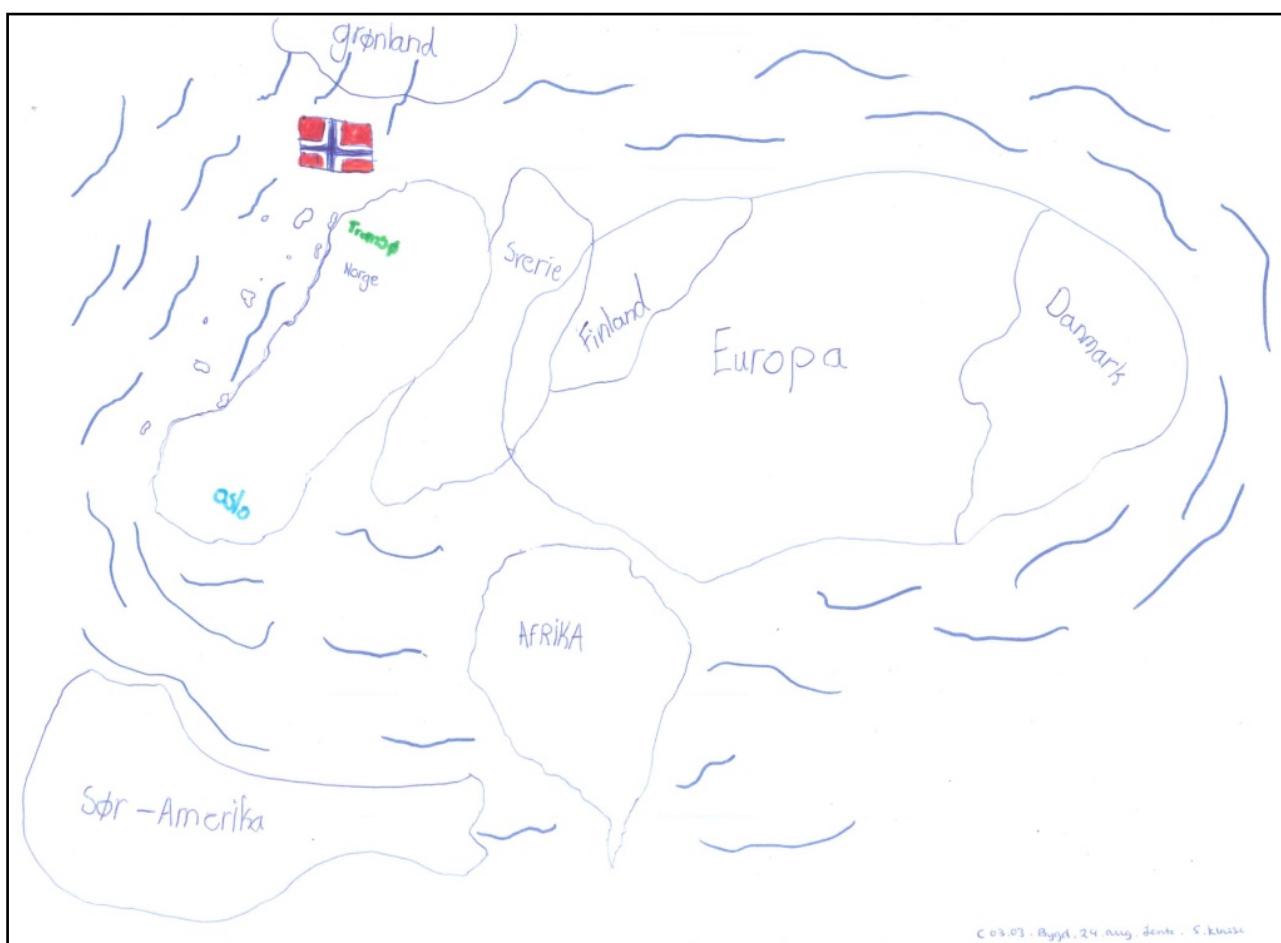 grønland
Tromsø
Norge
Sverie
Finland
Europa
Danmark
oslo
AFRIKA
Sør-Amerika
C 03.03. Bygd. 24. aug. Jente. 5. klasse